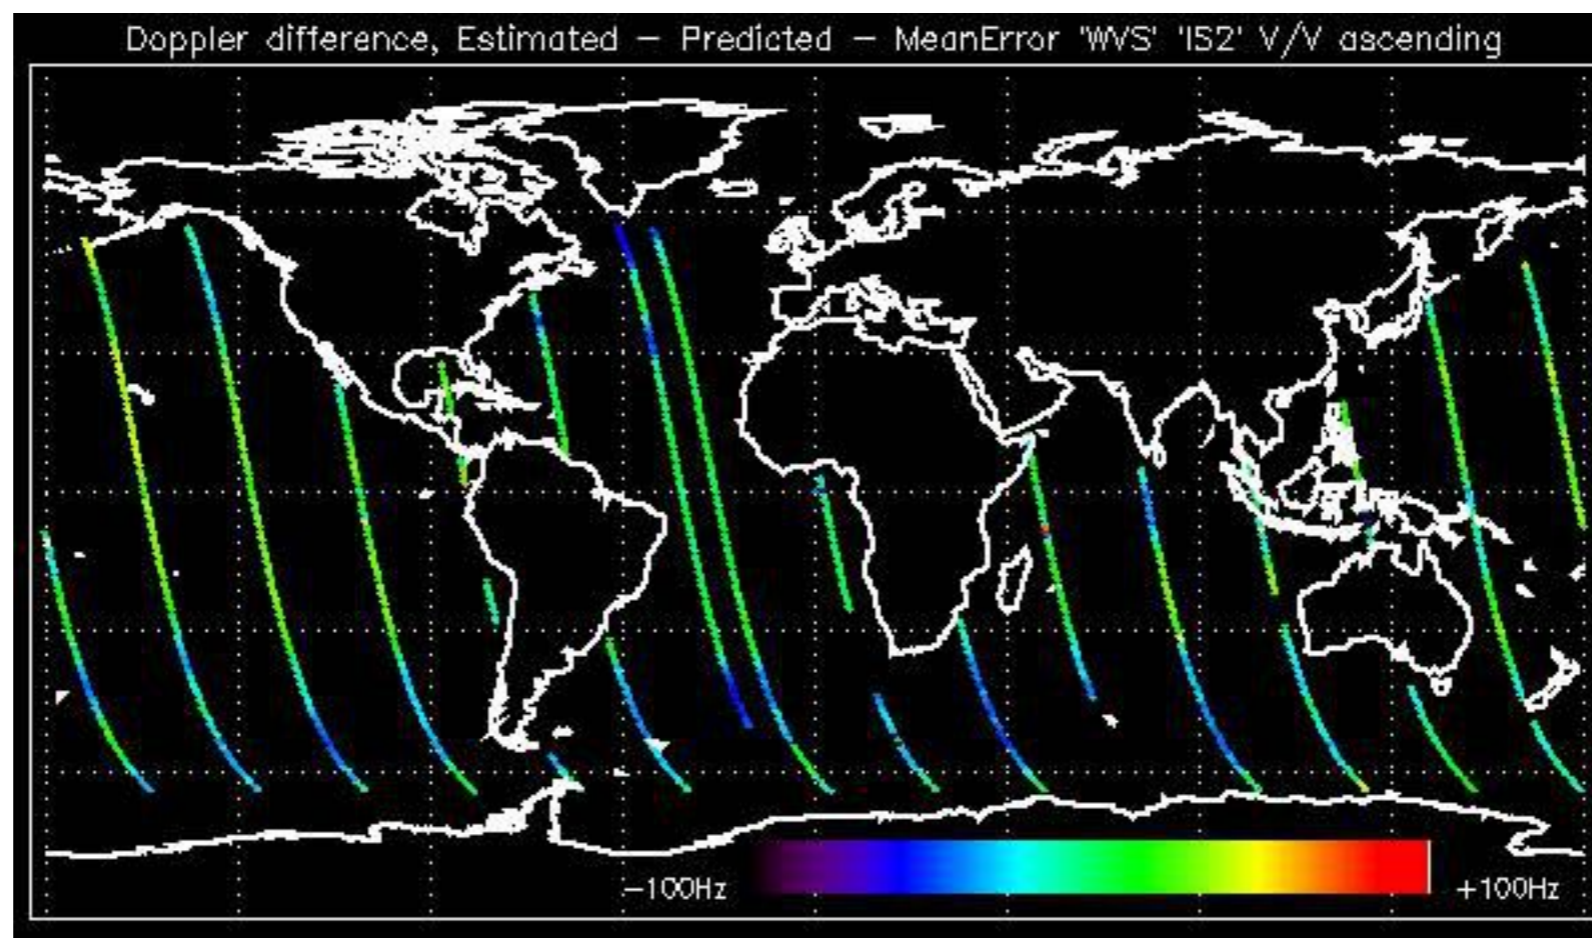 Doppler difference, Estimated – Predicted – MeanError 'WVS' 'IS2' V/V ascending
–100Hz +100Hz